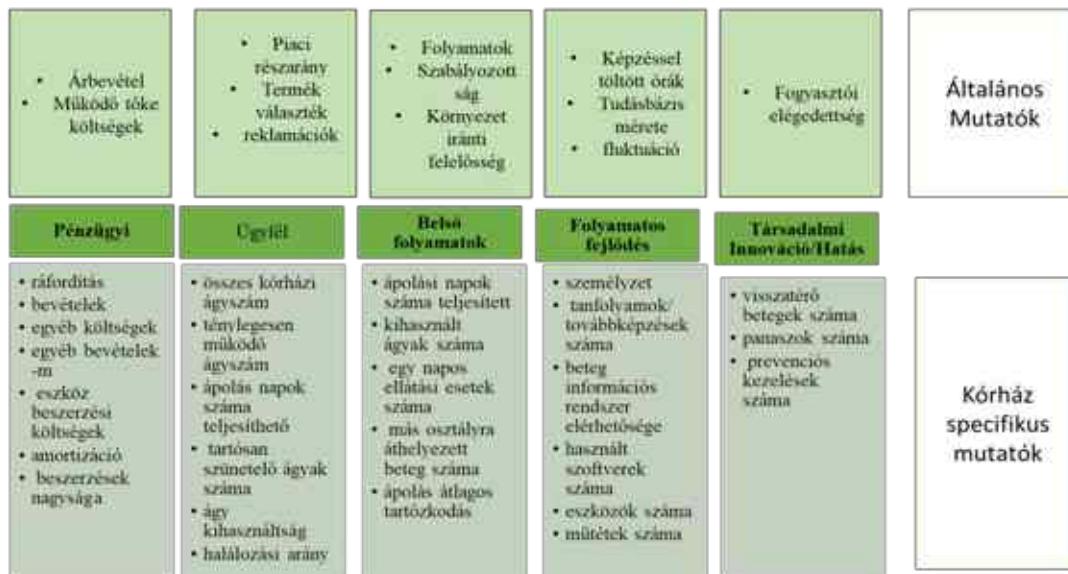 • Árbevétel
• Működő tőke
költségek
• Piaci
részarány
• Termék
választék
• reklamációk
• Folyamatok
• Szabályozott
ság
• Környezet
iránti
felelősség
• Képzéssel
töltött órák
• Tudásbázis
mérete
• fluktuáció
• Fogyasztói
elégedettség
Általános
Mutatók
Pénzügyi
Ügyfél
Belső
folyamatok
Folyamatos
fejlődés
Társadalmi
Innováció/Hatás
• ráfordítás
• bevételek
• egyéb költségek
• egyéb bevételek
-m
• eszköz
beszerzési
költségek
• amortizáció
• beszerzések
nagysága
• összes kórházi
ágyszám
• ténylegesen
működő
ágyszám
• ápolás napok
száma
teljesíthető
• tartósan
szünetelő ágyak
száma
• ágy
kihasználtság
• halálozási arány
• ápolási napok
száma teljesített
• kihasznált
ágyak száma
• egy napos
ellátási esetek
száma
• más osztályra
áthelyezett
beteg száma
• ápolás átlagos
tartózkodás
• személyzet
• tanfolyamok/
továbbképzések
száma
• beteg
információs
rendszer
elérhetősége
• használt
szoftverek
száma
• eszközök száma
• műtétek száma
• visszatérő
betegek száma
• panaszok száma
• prevenciós
kezelések
száma
Kórház
specifikus
mutatók